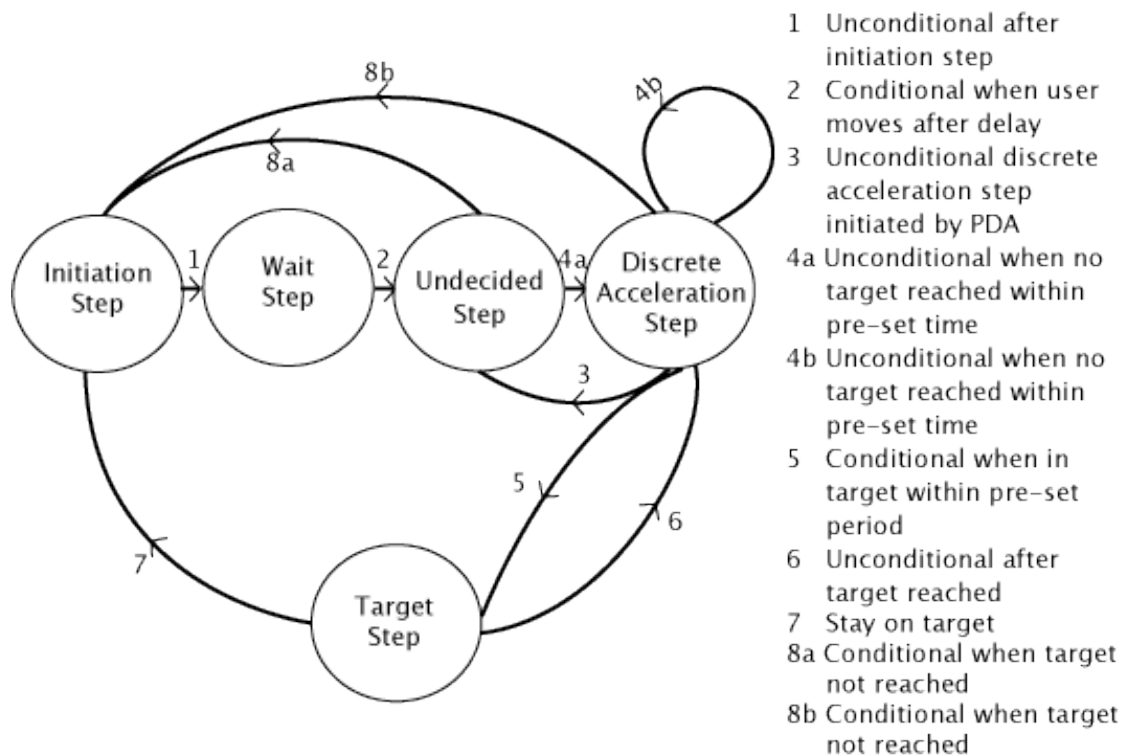 8b
4b
8a
Initiation
Step
1
Wait
Step
2
Undecided
Step
4a
Discrete
Acceleration
Step
3
5
6
7
Target
Step
1 Unconditional after
initiation step
2 Conditional when user
moves after delay
3 Unconditional discrete
acceleration step
initiated by PDA
4a Unconditional when no
target reached within
pre-set time
4b Unconditional when no
target reached within
pre-set time
5 Conditional when in
target within pre-set
period
6 Unconditional after
target reached
7 Stay on target
8a Conditional when target
not reached
8b Conditional when target
not reached